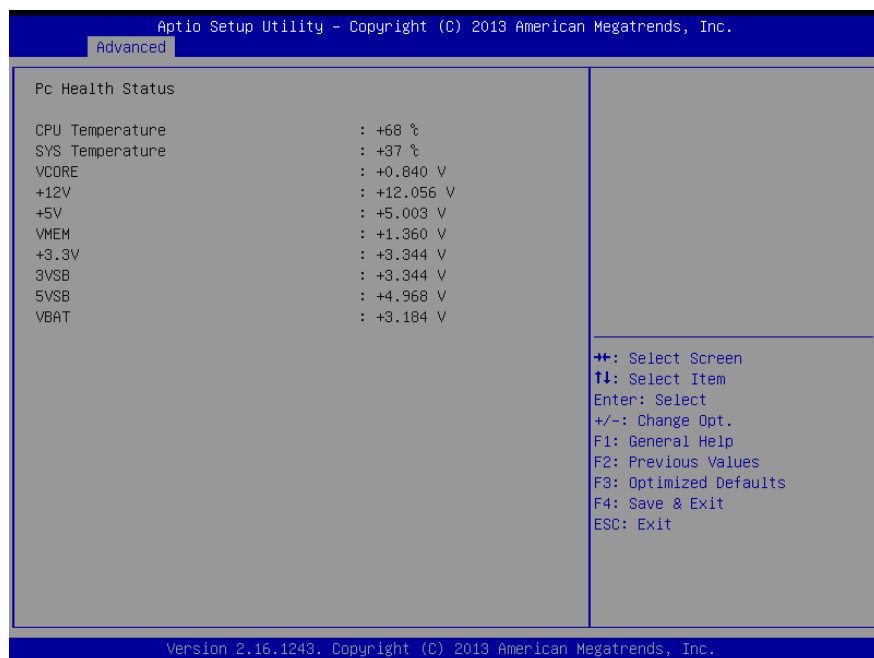 Aptio Setup Utility – Copyright (C) 2013 American Megatrends, Inc.
Advanced
Pc Health Status
CPU Temperature : +68 ℃
SYS Temperature : +37 ℃
VCORE : +0.840 V
+12V : +12.056 V
+5V : +5.003 V
VMEM : +1.360 V
+3.3V : +3.344 V
3VSB : +3.344 V
5VSB : +4.968 V
VBAT : +3.184 V
→←: Select Screen
↑↓: Select Item
Enter: Select
+/-: Change Opt.
F1: General Help
F2: Previous Values
F3: Optimized Defaults
F4: Save & Exit
ESC: Exit
Version 2.16.1243. Copyright (C) 2013 American Megatrends, Inc.